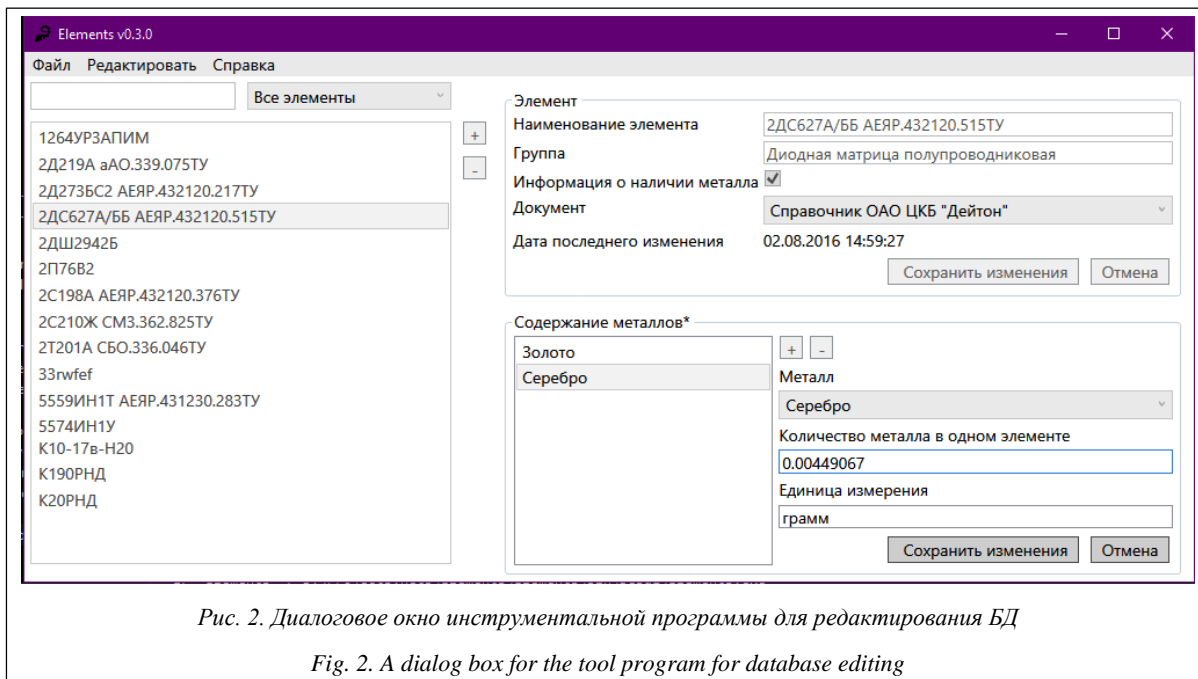 Elements v0.3.0
Файл Редактировать Справка
Все элементы
1264УРЗАПИМ
2Д219А аАО.339.075ТУ
2Д273БС2 АЕЯР.432120.217ТУ
2ДС627А/ББ АЕЯР.432120.515ТУ
2ДШ2942Б
2П76В2
2С198А АЕЯР.432120.376ТУ
2С210Ж СМ3.362.825ТУ
2Т201А СБО.336.046ТУ
33rwfef
5559ИН1Т АЕЯР.431230.283ТУ
5574ИН1У
К10-17в-Н20
К190РНД
К20РНД
+
-
Элемент
Наименование элемента 2ДС627А/ББ АЕЯР.432120.515ТУ
Группа Диодная матрица полупроводниковая
Информация о наличии металла
Документ Справочник ОАО ЦКБ "Дейтон"
Дата последнего изменения 02.08.2016 14:59:27
Сохранить изменения Отмена
Содержание металлов*
Золото
Серебро
+ -
Металл
Серебро
Количество металла в одном элементе
0.00449067
Единица измерения
грамм
Сохранить изменения Отмена
Рис. 2. Диалоговое окно инструментальной программы для редактирования БД
Fig. 2. A dialog box for the tool program for database editing